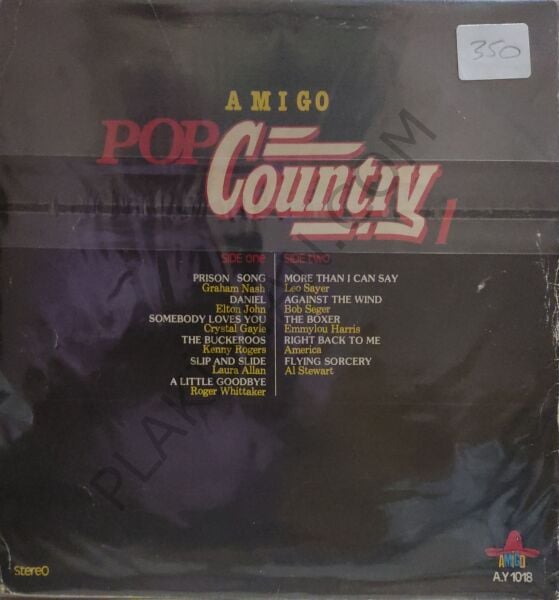 350
AMIGO
POP Country 1
SIDE one
PRISON SONG
Graham Nash
DANIEL
Elton John
SOMEBODY LOVES YOU
Crystal Gayle
THE BUCKEROOS
Kenny Rogers
SLIP AND SLIDE
Laura Allan
A LITTLE GOODBYE
Roger Whittaker
SIDE two
MORE THAN I CAN SAY
Leo Sayer
AGAINST THE WIND
Bob Seger
THE BOXER
Emmylou Harris
RIGHT BACK TO ME
America
FLYING SORCERY
Al Stewart
stereo
AMIGO
A.Y 1018